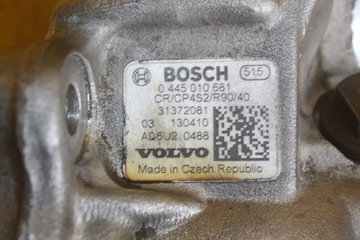 BOSCH 515
0 445 010 681
CR/CP4S2/R90/40
31372081
03 130410
AD6U2 0488
VOLVO
Made in Czech Republic